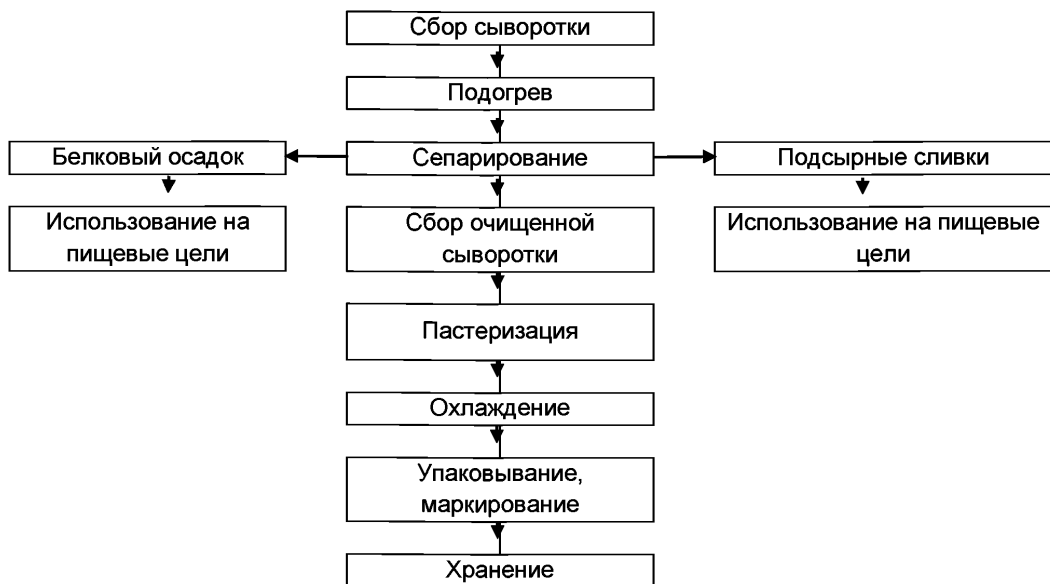 Сбор сыворотки
Подогрев
Белковый осадок
Сепарирование
Подсырные сливки
Использование на
пищевые цели
Сбор очищенной
сыворотки
Использование на пищевые
цели
Пастеризация
Охлаждение
Упаковывание,
маркирование
Хранение